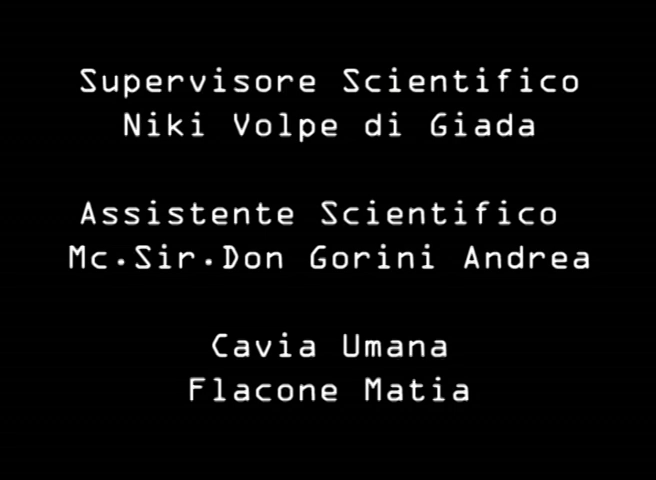 Supervisore Scientifico
Niki Volpe di Giada
Assistente Scientifico
Mc.Sir.Don Gorini Andrea
Cavia Umana
Flacone Matia